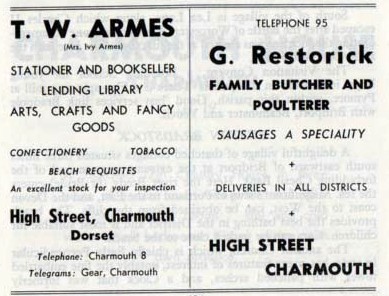 T. W. ARMES
(Mrs. Ivy Armes)
STATIONER AND BOOKSELLER
LENDING LIBRARY
ARTS, CRAFTS AND FANCY
GOODS
CONFECTIONERY . TOBACCO
BEACH REQUISITES
An excellent stock for your inspection
High Street, Charmouth
Dorset
Telephone: Charmouth 8
Telegrams: Gear, Charmouth
TELEPHONE 95
G. Restorick
FAMILY BUTCHER AND
POULTERER
SAUSAGES A SPECIALITY
+
DELIVERIES IN ALL DISTRICTS
+
HIGH STREET
CHARMOUTH